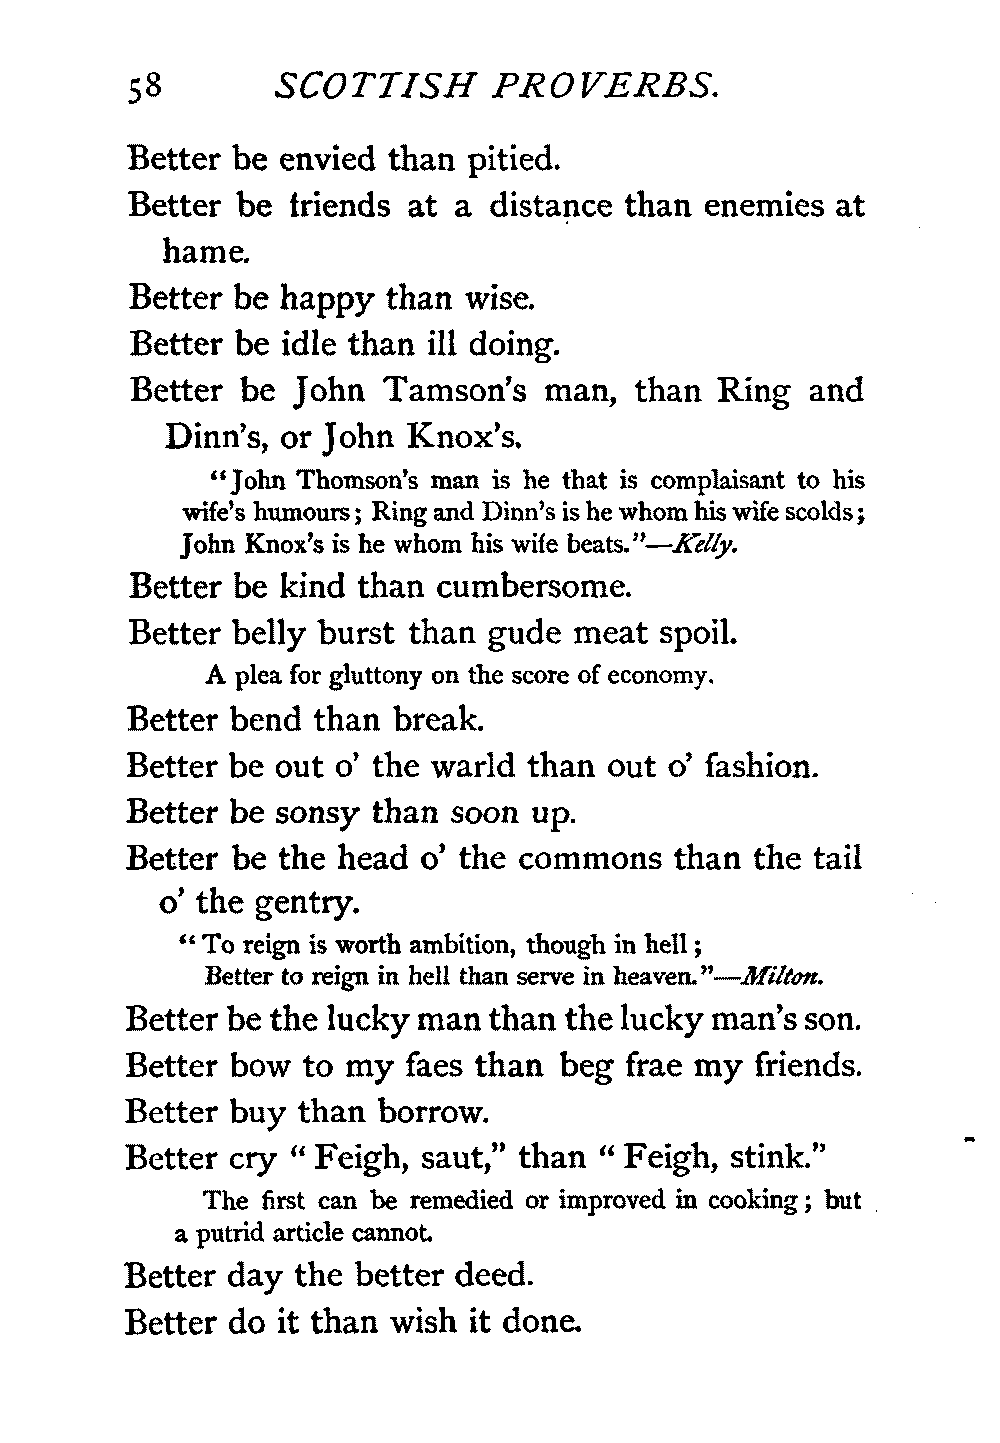 58 SCOTTISH PROVERBS.
Better be envied than pitied.
Better be friends at a distance than enemies at
hame.
Better be happy than wise.
Better be idle than ill doing.
Better be John Tamson's man, than Ring and
Dinn's, or John Knox's.
"John Thomson's man is he that is complaisant to his
wife's humours; Ring and Dinn's is he whom his wife scolds;
John Knox's is he whom his wife beats."—Kelly.
Better be kind than cumbersome.
Better belly burst than gude meat spoil.
A plea for gluttony on the score of economy.
Better bend than break.
Better be out o' the warld than out o' fashion.
Better be sonsy than soon up.
Better be the head o' the commons than the tail
o' the gentry.
"To reign is worth ambition, though in hell;
Better to reign in hell than serve in heaven."—Milton.
Better be the lucky man than the lucky man's son.
Better bow to my faes than beg frae my friends.
Better buy than borrow.
Better cry "Feigh, saut," than "Feigh, stink."
The first can be remedied or improved in cooking; but
a putrid article cannot.
Better day the better deed.
Better do it than wish it done.